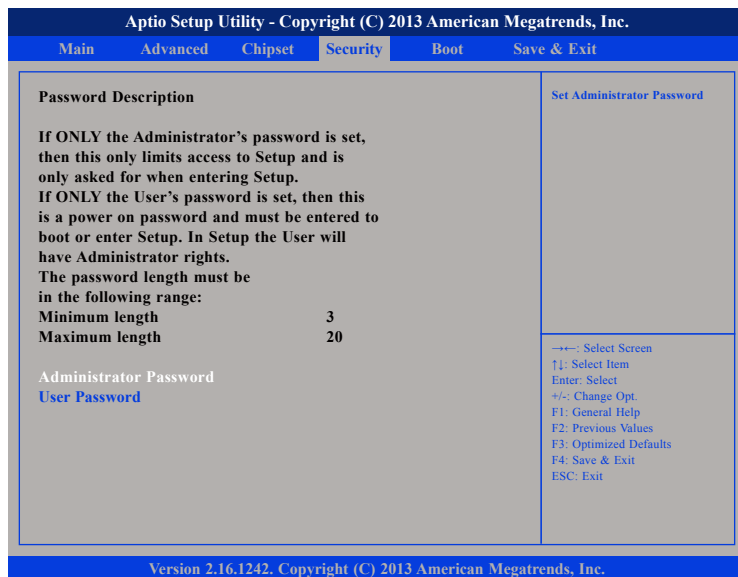 Aptio Setup Utility - Copyright (C) 2013 American Megatrends, Inc.
Main Advanced Chipset Security Boot Save & Exit
Password Description
If ONLY the Administrator’s password is set,
then this only limits access to Setup and is
only asked for when entering Setup.
If ONLY the User’s password is set, then this
is a power on password and must be entered to
boot or enter Setup. In Setup the User will
have Administrator rights.
The password length must be
in the following range:
Minimum length 3
Maximum length 20
Administrator Password
User Password
Set Administrator Password
→←: Select Screen
↑↓: Select Item
Enter: Select
+/-: Change Opt.
F1: General Help
F2: Previous Values
F3: Optimized Defaults
F4: Save & Exit
ESC: Exit
Version 2.16.1242. Copyright (C) 2013 American Megatrends, Inc.